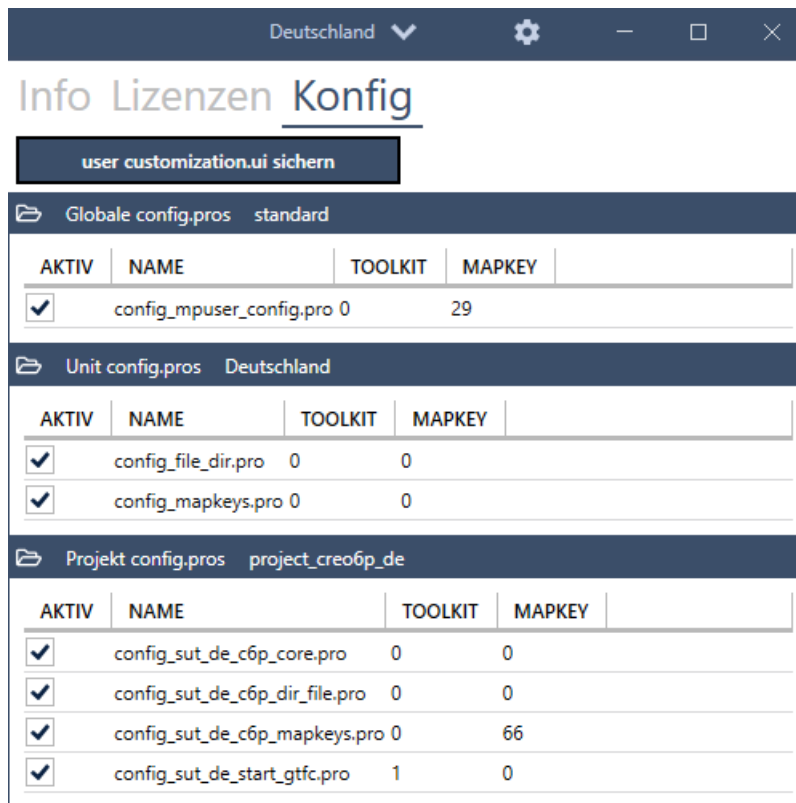 Deutschland
Info Lizenzen Konfig
user customization.ui sichern
Globale config.pros standard
AKTIV NAME TOOLKIT MAPKEY
config_mpuser_config.pro 0 29
Unit config.pros Deutschland
AKTIV NAME TOOLKIT MAPKEY
config_file_dir.pro 0 0
config_mapkeys.pro 0 0
Projekt config.pros project_creo6p_de
AKTIV NAME TOOLKIT MAPKEY
config_sut_de_c6p_core.pro 0 0
config_sut_de_c6p_dir_file.pro 0 0
config_sut_de_c6p_mapkeys.pro 0 66
config_sut_de_start_gtfc.pro 1 0